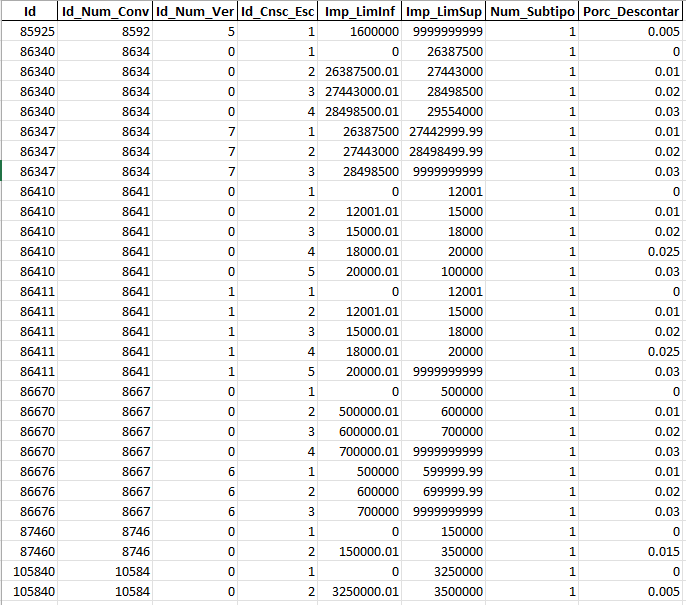 Id Id_Num_Conv Id_Num_Ver Id_Cnsc_Esc Imp_LimInf Imp_LimSup Num_Subtipo Porc_Descontar
85925 8592 5 1 1600000 9999999999 1 0.005
86340 8634 0 1 0 26387500 1 0
86340 8634 0 2 26387500.01 27443000 1 0.01
86340 8634 0 3 27443000.01 28498500 1 0.02
86340 8634 0 4 28498500.01 29554000 1 0.03
86347 8634 7 1 26387500 27442999.99 1 0.01
86347 8634 7 2 27443000 28498499.99 1 0.02
86347 8634 7 3 28498500 9999999999 1 0.03
86410 8641 0 1 0 12001 1 0
86410 8641 0 2 12001.01 15000 1 0.01
86410 8641 0 3 15000.01 18000 1 0.02
86410 8641 0 4 18000.01 20000 1 0.025
86410 8641 0 5 20000.01 100000 1 0.03
86411 8641 1 1 0 12001 1 0
86411 8641 1 2 12001.01 15000 1 0.01
86411 8641 1 3 15000.01 18000 1 0.02
86411 8641 1 4 18000.01 20000 1 0.025
86411 8641 1 5 20000.01 9999999999 1 0.03
86670 8667 0 1 0 500000 1 0
86670 8667 0 2 500000.01 600000 1 0.01
86670 8667 0 3 600000.01 700000 1 0.02
86670 8667 0 4 700000.01 9999999999 1 0.03
86676 8667 6 1 500000 599999.99 1 0.01
86676 8667 6 2 600000 699999.99 1 0.02
86676 8667 6 3 700000 9999999999 1 0.03
87460 8746 0 1 0 150000 1 0
87460 8746 0 2 150000.01 350000 1 0.015
105840 10584 0 1 0 3250000 1 0
105840 10584 0 2 3250000.01 3500000 1 0.005